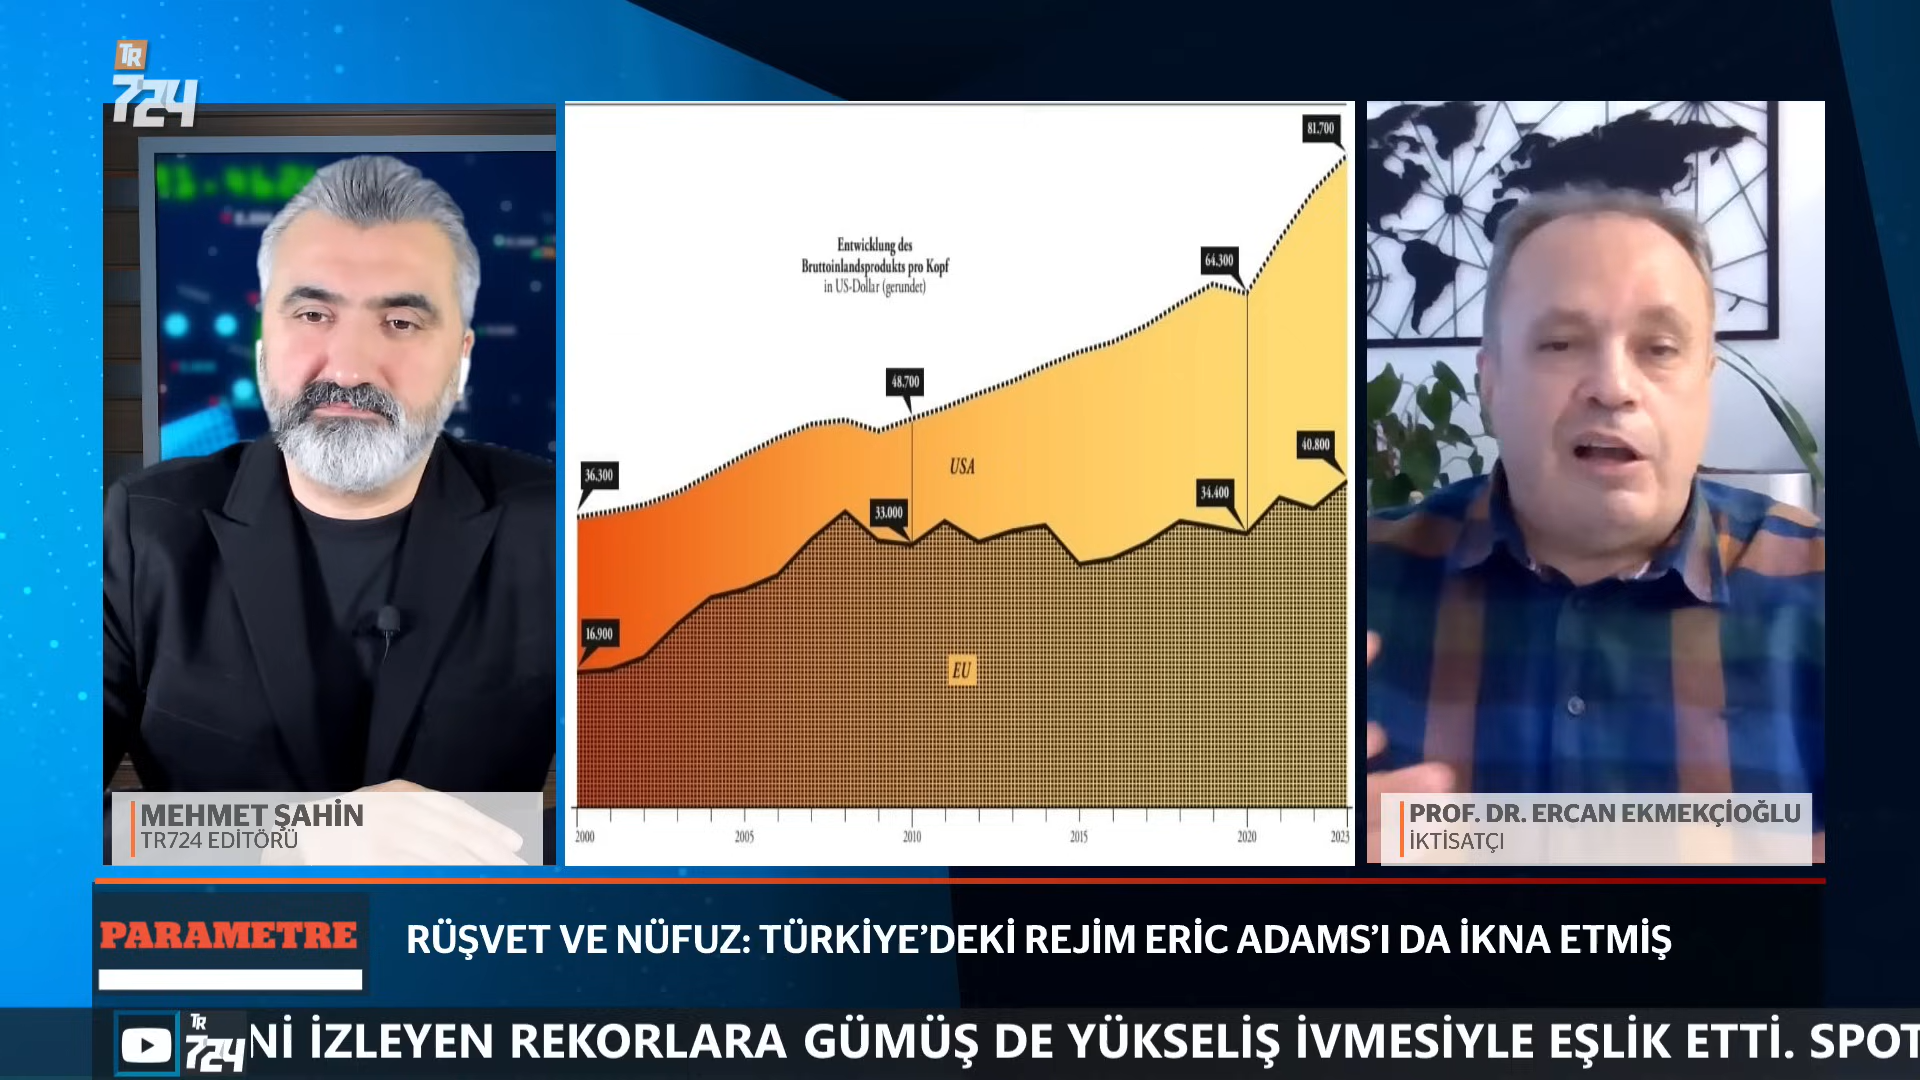 TR
724
81.700
Entwicklung des
Bruttoinlandsprodukts pro Kopf
in US-Dollar (gerundet)
64.300
48.700
40.800
USA
36.300
34.400
33.000
16.900
EU
2000
2005
2010
2015
2020
2023
MEHMET ŞAHİN
TR724 EDİTÖRÜ
PROF. DR. ERCAN EKMEKÇİOĞLU
İKTİSATÇI
PARAMETRE
RÜŞVET VE NÜFUZ: TÜRKİYE’DEKİ REJİM ERİC ADAMS’I DA İKNA ETMİŞ
TR
724
Nİ İZLEYEN REKORLARA GÜMÜŞ DE YÜKSELİŞ İVMESİYLE EŞLİK ETTİ. SPOT